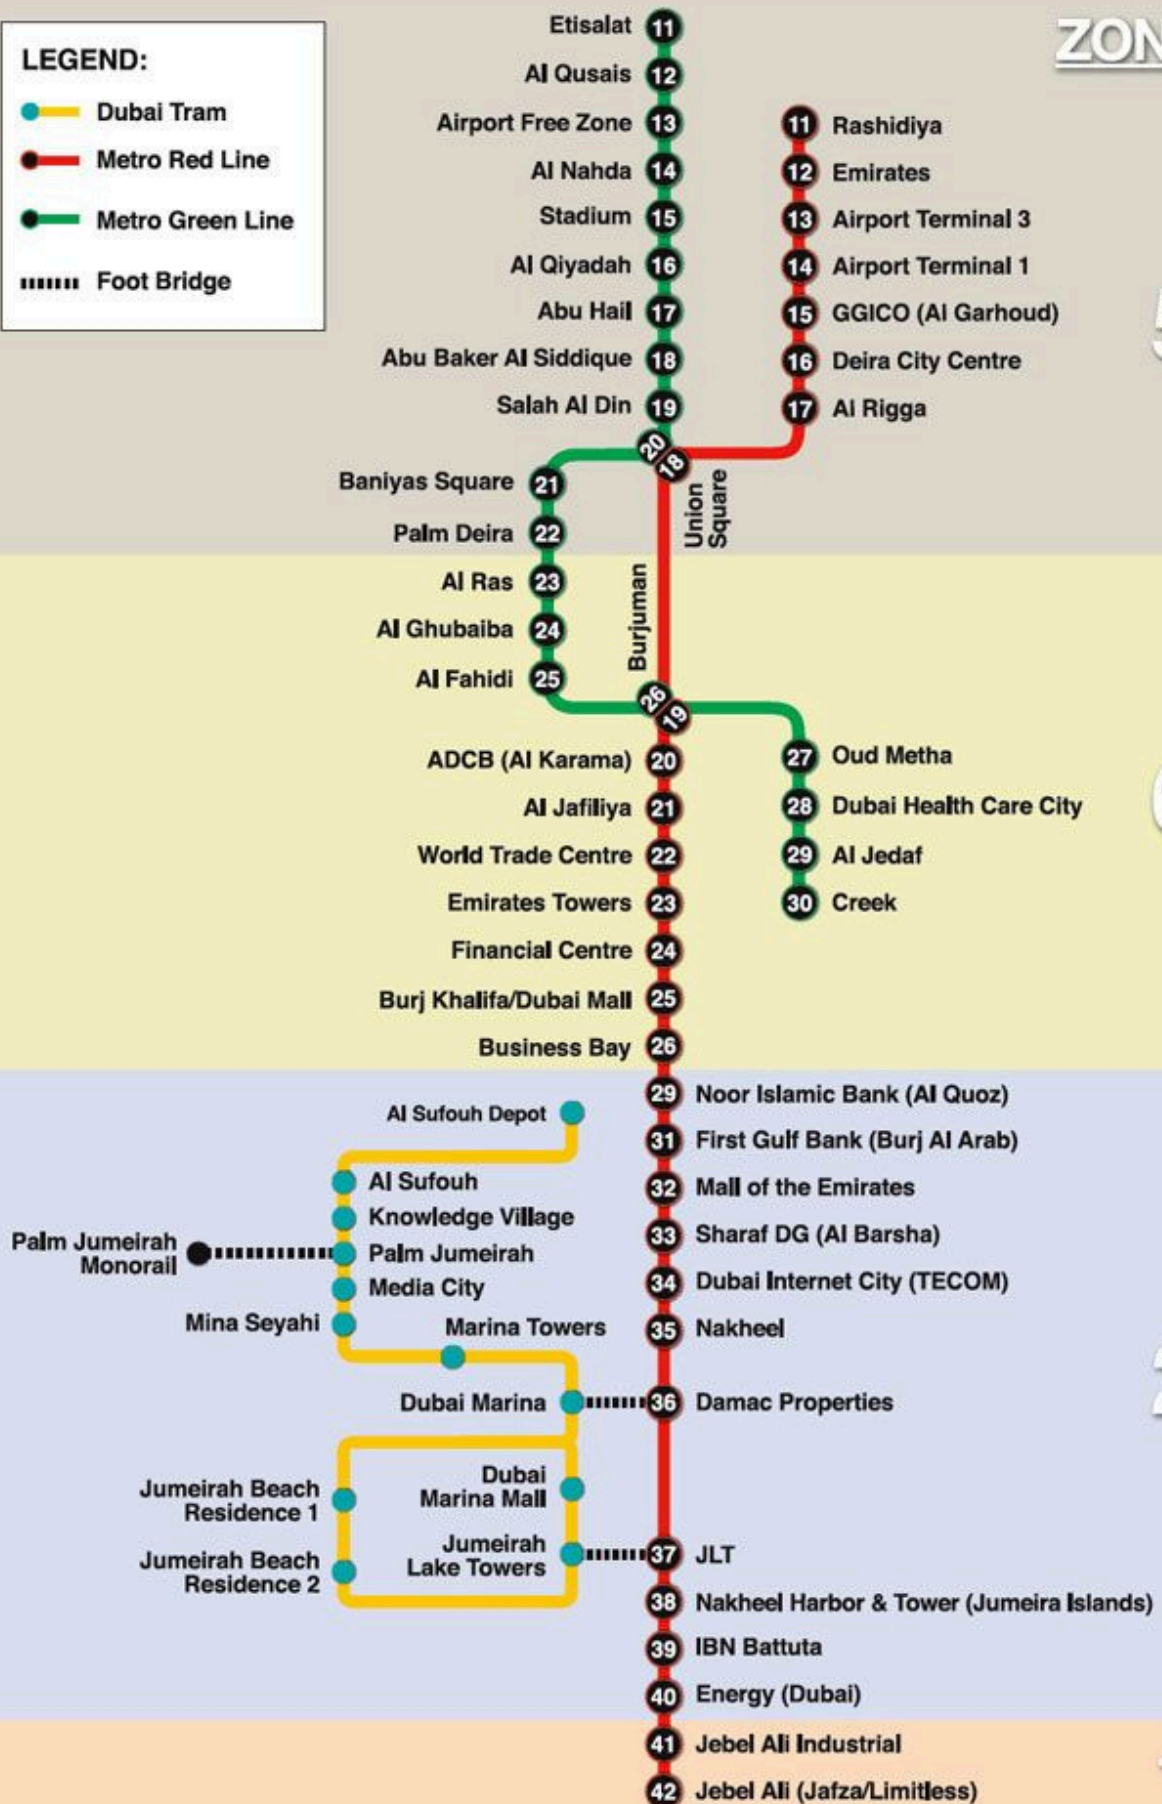 LEGEND:
Dubai Tram
Metro Red Line
Metro Green Line
Foot Bridge
Etisalat 11
Al Qusais 12
Airport Free Zone 13
Al Nahda 14
Stadium 15
Al Qiyadah 16
Abu Hail 17
Abu Baker Al Siddique 18
Salah Al Din 19
20
11 Rashidiya
12 Emirates
13 Airport Terminal 3
14 Airport Terminal 1
15 GGICO (Al Garhoud)
16 Deira City Centre
17 Al Rigga
18
Union
Square
Baniyas Square 21
Palm Deira 22
Al Ras 23
Al Ghubaiba 24
Al Fahidi 25
Burjuman
26
19
27 Oud Metha
28 Dubai Health Care City
29 Al Jedaf
30 Creek
ADCB (Al Karama) 20
Al Jafiliya 21
World Trade Centre 22
Emirates Towers 23
Financial Centre 24
Burj Khalifa/Dubai Mall 25
Business Bay 26
29 Noor Islamic Bank (Al Quoz)
31 First Gulf Bank (Burj Al Arab)
32 Mall of the Emirates
33 Sharaf DG (Al Barsha)
34 Dubai Internet City (TECOM)
35 Nakheel
36 Damac Properties
37 JLT
38 Nakheel Harbor & Tower (Jumeira Islands)
39 IBN Battuta
40 Energy (Dubai)
41 Jebel Ali Industrial
42 Jebel Ali (Jafza/Limitless)
Al Sufouh Depot
Al Sufouh
Knowledge Village
Palm Jumeirah
Monorail
Palm Jumeirah
Media City
Mina Seyahi
Marina Towers
Dubai Marina
Dubai
Marina Mall
Jumeirah
Lake Towers
Jumeirah Beach
Residence 1
Jumeirah Beach
Residence 2